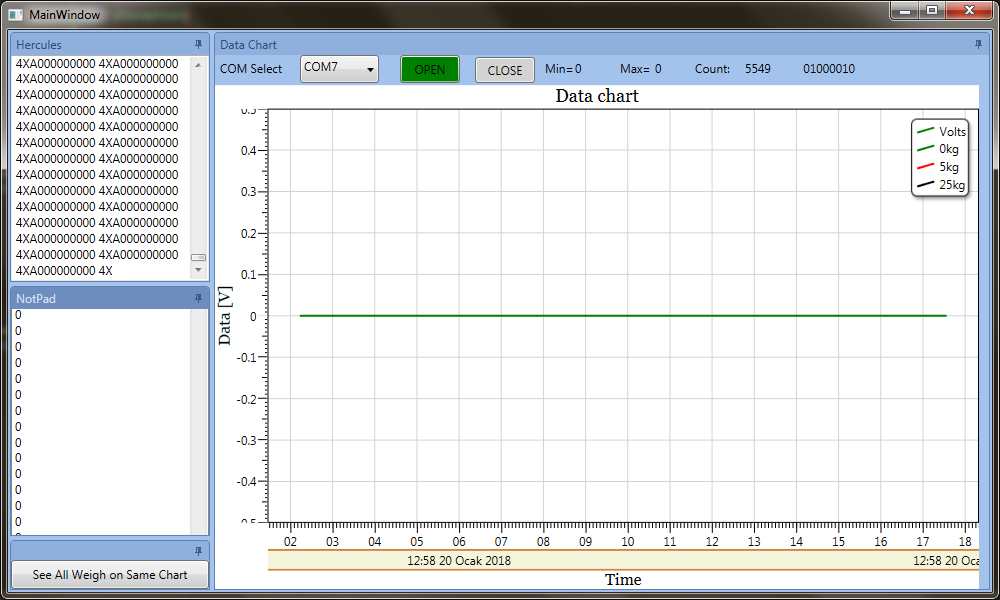 MainWindow
Hercules
4XA000000000 4XA000000000
4XA000000000 4XA000000000
4XA000000000 4XA000000000
4XA000000000 4XA000000000
4XA000000000 4XA000000000
4XA000000000 4XA000000000
4XA000000000 4XA000000000
4XA000000000 4XA000000000
4XA000000000 4XA000000000
4XA000000000 4XA000000000
4XA000000000 4XA000000000
4XA000000000 4XA000000000
4XA000000000 4XA000000000
4XA000000000 4X
NotPad
0
0
0
0
0
0
0
0
0
0
0
0
0
0
See All Weigh on Same Chart
Data Chart
COM Select COM7 OPEN CLOSE Min= 0 Max= 0 Count: 5549 01000010
Data chart
Volts
0kg
5kg
25kg
Data [V]
0.5
0.4
0.3
0.2
0.1
0
-0.1
-0.2
-0.3
-0.4
-0.5
02 03 04 05 06 07 08 09 10 11 12 13 14 15 16 17 18
12:58 20 Ocak 2018 12:58 20 Oca
Time